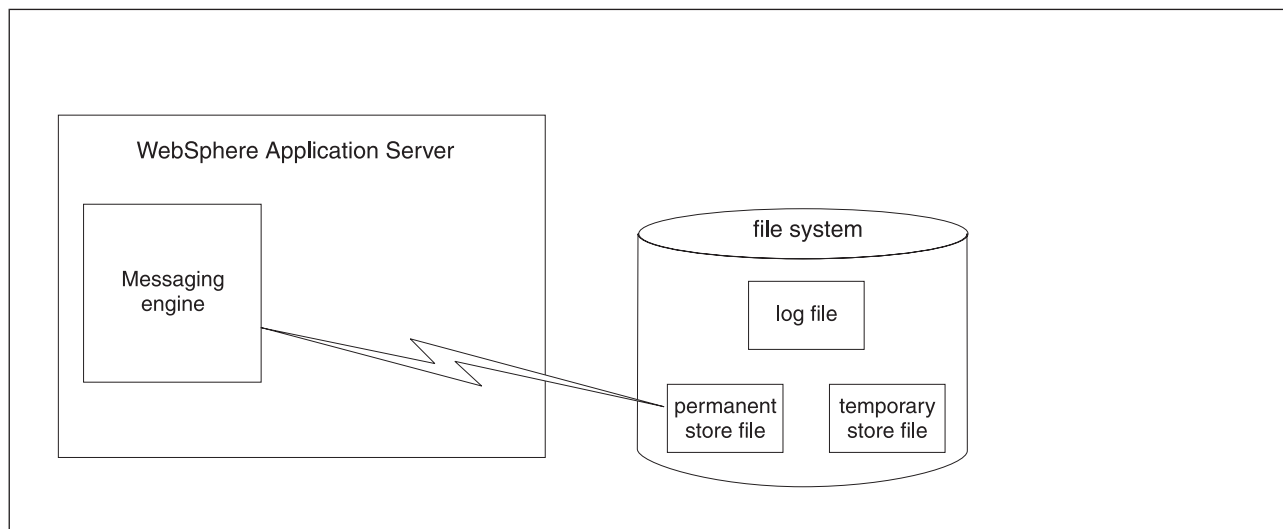 WebSphere Application Server
Messaging
engine
file system
log file
permanent
store file
temporary
store file